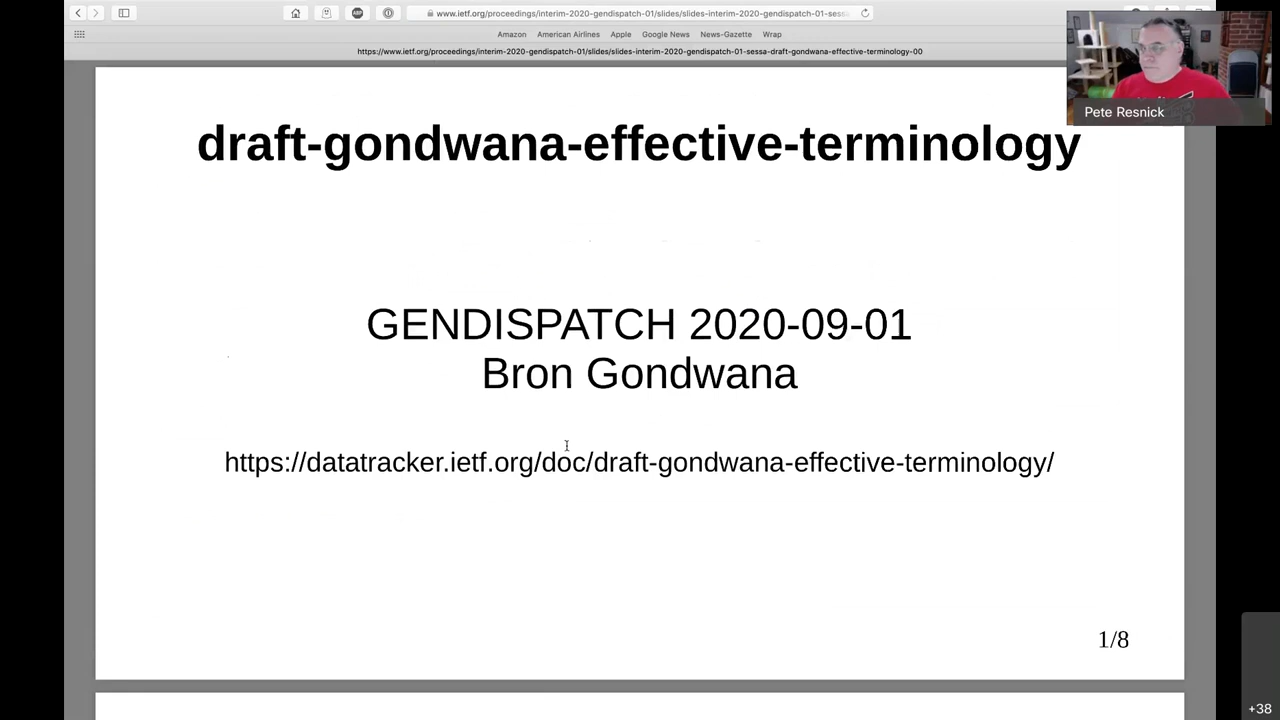 www.ietf.org/proceedings/interim-2020-gendispatch-01/slides/slides-interim-2020-gendispatch-01-sess
Amazon American Airlines Apple Google News News-Gazette Wrap
https://www.ietf.org/proceedings/interim-2020-gendispatch-01/slides/slides-interim-2020-gendispatch-01-sessa-draft-gondwana-effective-terminology-00
Pete Resnick
draft-gondwana-effective-terminology
GENDISPATCH 2020-09-01
Bron Gondwana
https://datatracker.ietf.org/doc/draft-gondwana-effective-terminology/
1/8
+38